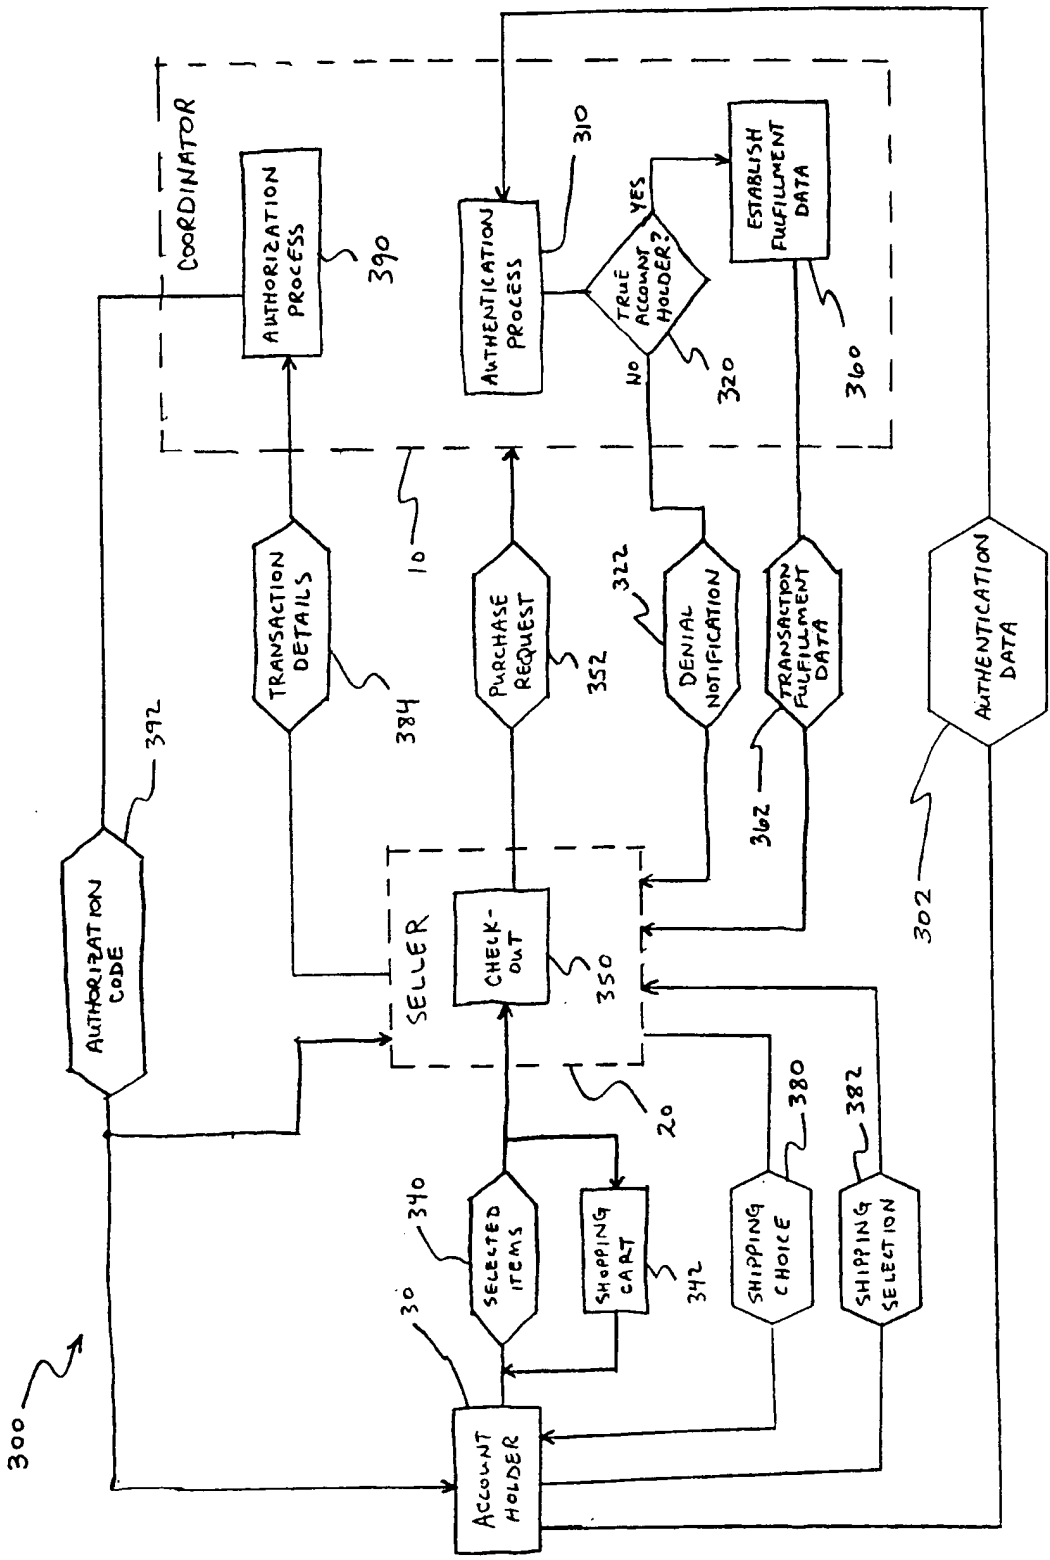 300
AUTHORIZATION
CODE
392
COORDINATOR
AUTHORIZATION
PROCESS
390
TRANSACTION
DETAILS
384
10
SELLER
CHECK-
OUT
350
20
ACCOUNT
HOLDER
30
SELECTED
ITEMS
340
SHOPPING
CART
342
PURCHASE
REQUEST
352
AUTHENTICATION
PROCESS
310
TRUE
ACCOUNT
HOLDER?
320
NO
YES
DENIAL
NOTIFICATION
322
ESTABLISH
FULFILLMENT
DATA
360
TRANSACTION
FULFILLMENT
DATA
362
SHIPPING
CHOICE
380
SHIPPING
SELECTION
382
AUTHENTICATION
DATA
302